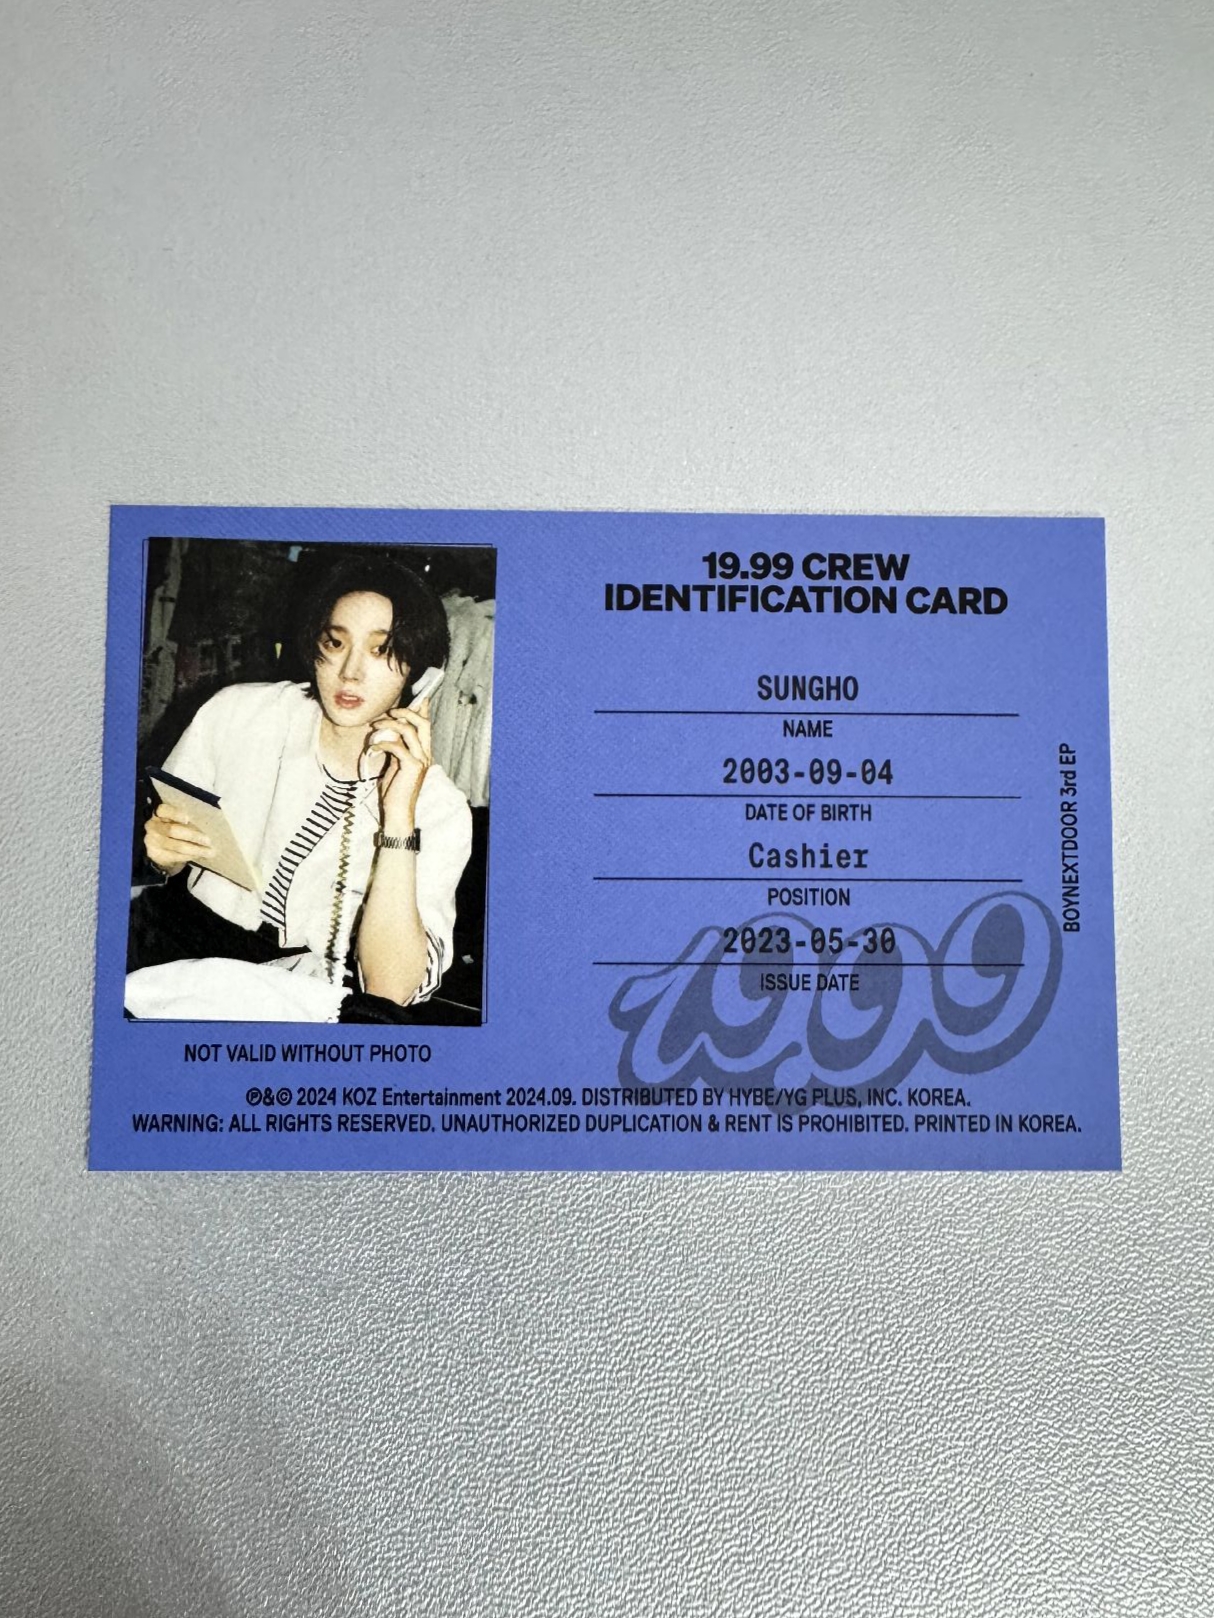 19.99 CREW
IDENTIFICATION CARD
SUNGHO
NAME
2003-09-04
DATE OF BIRTH
Cashier
POSITION
2023-05-30
ISSUE DATE
19.99
BOYNEXTDOOR 3rd EP
NOT VALID WITHOUT PHOTO
℗&© 2024 KOZ Entertainment 2024.09. DISTRIBUTED BY HYBE/YG PLUS, INC. KOREA.
WARNING: ALL RIGHTS RESERVED. UNAUTHORIZED DUPLICATION & RENT IS PROHIBITED. PRINTED IN KOREA.